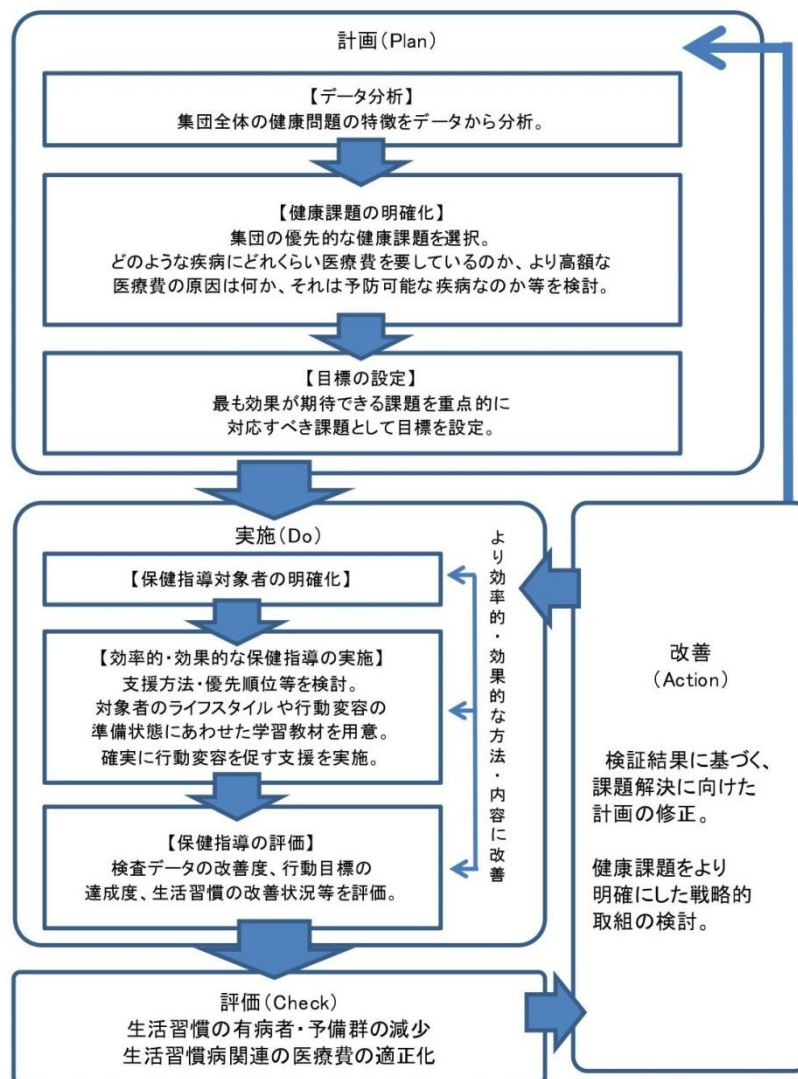 計画(Plan)
【データ分析】
集団全体の健康問題の特徴をデータから分析。
【健康課題の明確化】
集団の優先的な健康課題を選択。
どのような疾病にどれくらい医療費を要しているのか、より高額な
医療費の原因は何か、それは予防可能な疾病なのか等を検討。
【目標の設定】
最も効果が期待できる課題を重点的に
対応すべき課題として目標を設定。
実施(Do)
【保健指導対象者の明確化】
【効率的・効果的な保健指導の実施】
支援方法・優先順位等を検討。
対象者のライフスタイルや行動変容の
準備状態にあわせた学習教材を用意。
確実に行動変容を促す支援を実施。
【保健指導の評価】
検査データの改善度、行動目標の
達成度、生活習慣の改善状況等を評価。
より効率的・効果的な方法・内容に改善
改善
(Action)
検証結果に基づく、
課題解決に向けた
計画の修正。
健康課題をより
明確にした戦略的
取組の検討。
評価(Check)
生活習慣の有病者・予備群の減少
生活習慣病関連の医療費の適正化